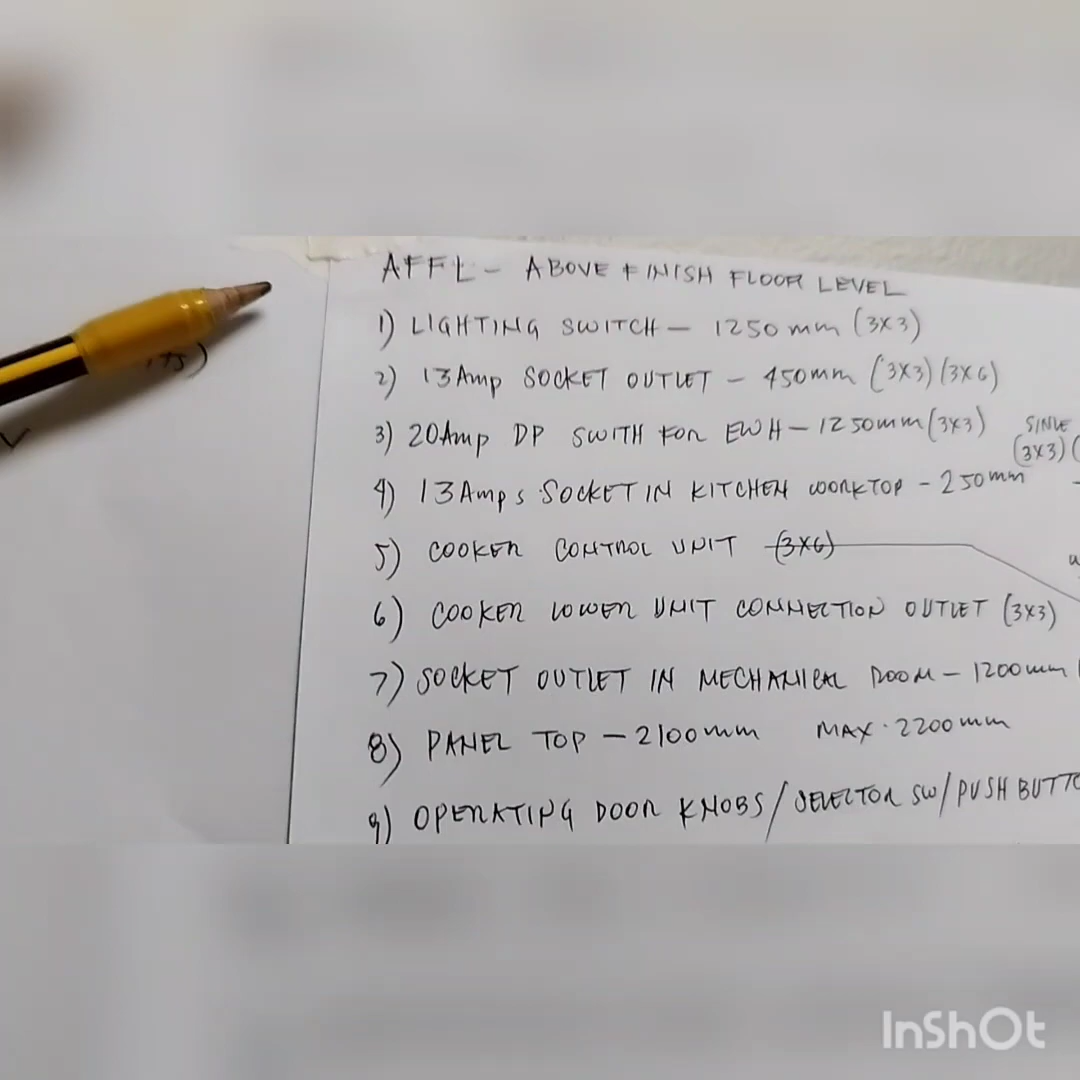 AFFL - ABOVE FINISH FLOOR LEVEL
1) LIGHTING SWITCH - 1250mm (3X3)
2) 13Amp SOCKET OUTLET - 450mm (3X3) (3X6)
3) 20Amp DP SWITH FOR EWH - 1250mm (3X3)
SINLE
(3X3) (
4) 13Amps SOCKET IN KITCHEN WORKTOP - 250mm
5) COOKER CONTROL UNIT (3X6)
6) COOKER LOWER UNIT CONNECTION OUTLET (3X3)
7) SOCKET OUTLET IN MECHANICAL ROOM - 1200mm
8) PANEL TOP - 2100mm MAX. 2200mm
9) OPERATING DOOR KNOBS/SELECTOR SW/PUSH BUTTO
InShOt